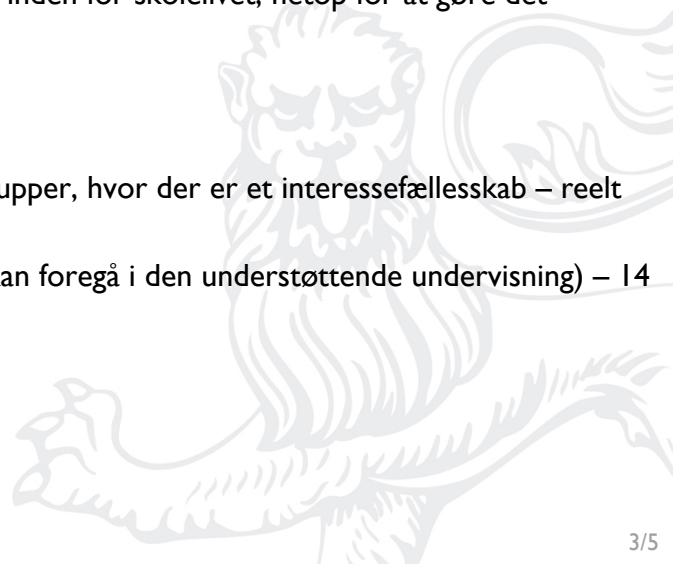 inden for skolelivet, netop for at gøre det
upper, hvor der er et interessefællesskab – reelt
an foregå i den understøttende undervisning) – 14
3/5